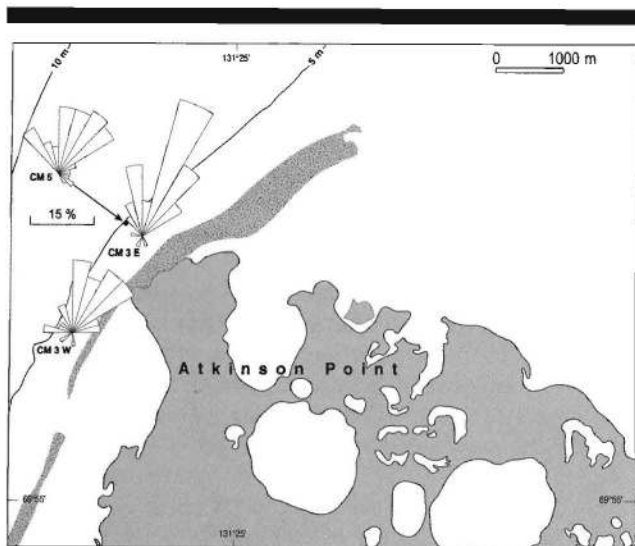 10 m
131°25'
5 m
0 1000 m
CM 5
15 %
CM 3 E
CM 3 W
Atkinson Point
69°55'
69°55'
131°25'